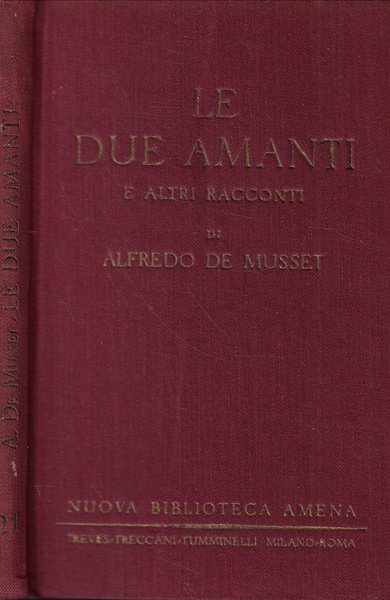 LE
DUE AMANTI
E ALTRI RACCONTI
DI
ALFREDO DE MUSSET
NUOVA BIBLIOTECA AMENA
TREVES-TRECCANI-TUMMINELLI MILANO-ROMA
A. DE MUSSET - LE DUE AMANTI